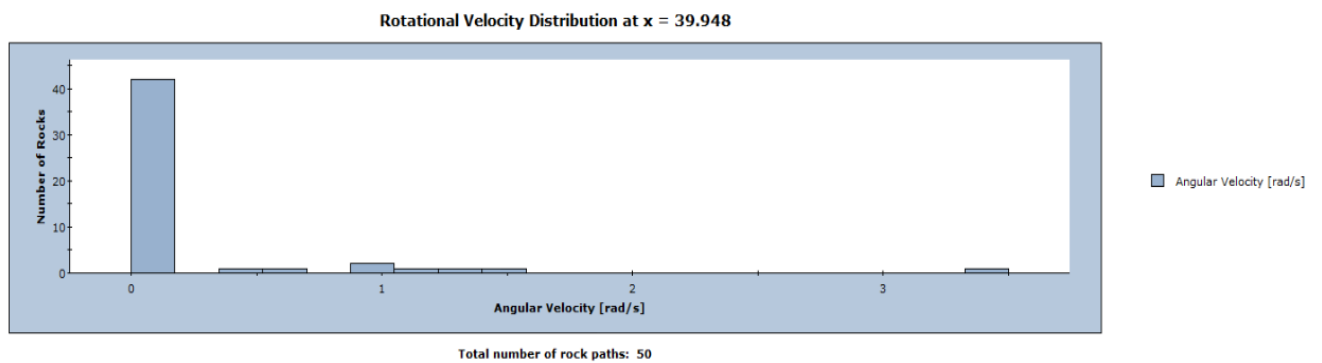 Rotational Velocity Distribution at x = 39.948
Number of Rocks
40
30
20
10
0
0 1 2 3
Angular Velocity [rad/s]
Angular Velocity [rad/s]
Total number of rock paths: 50